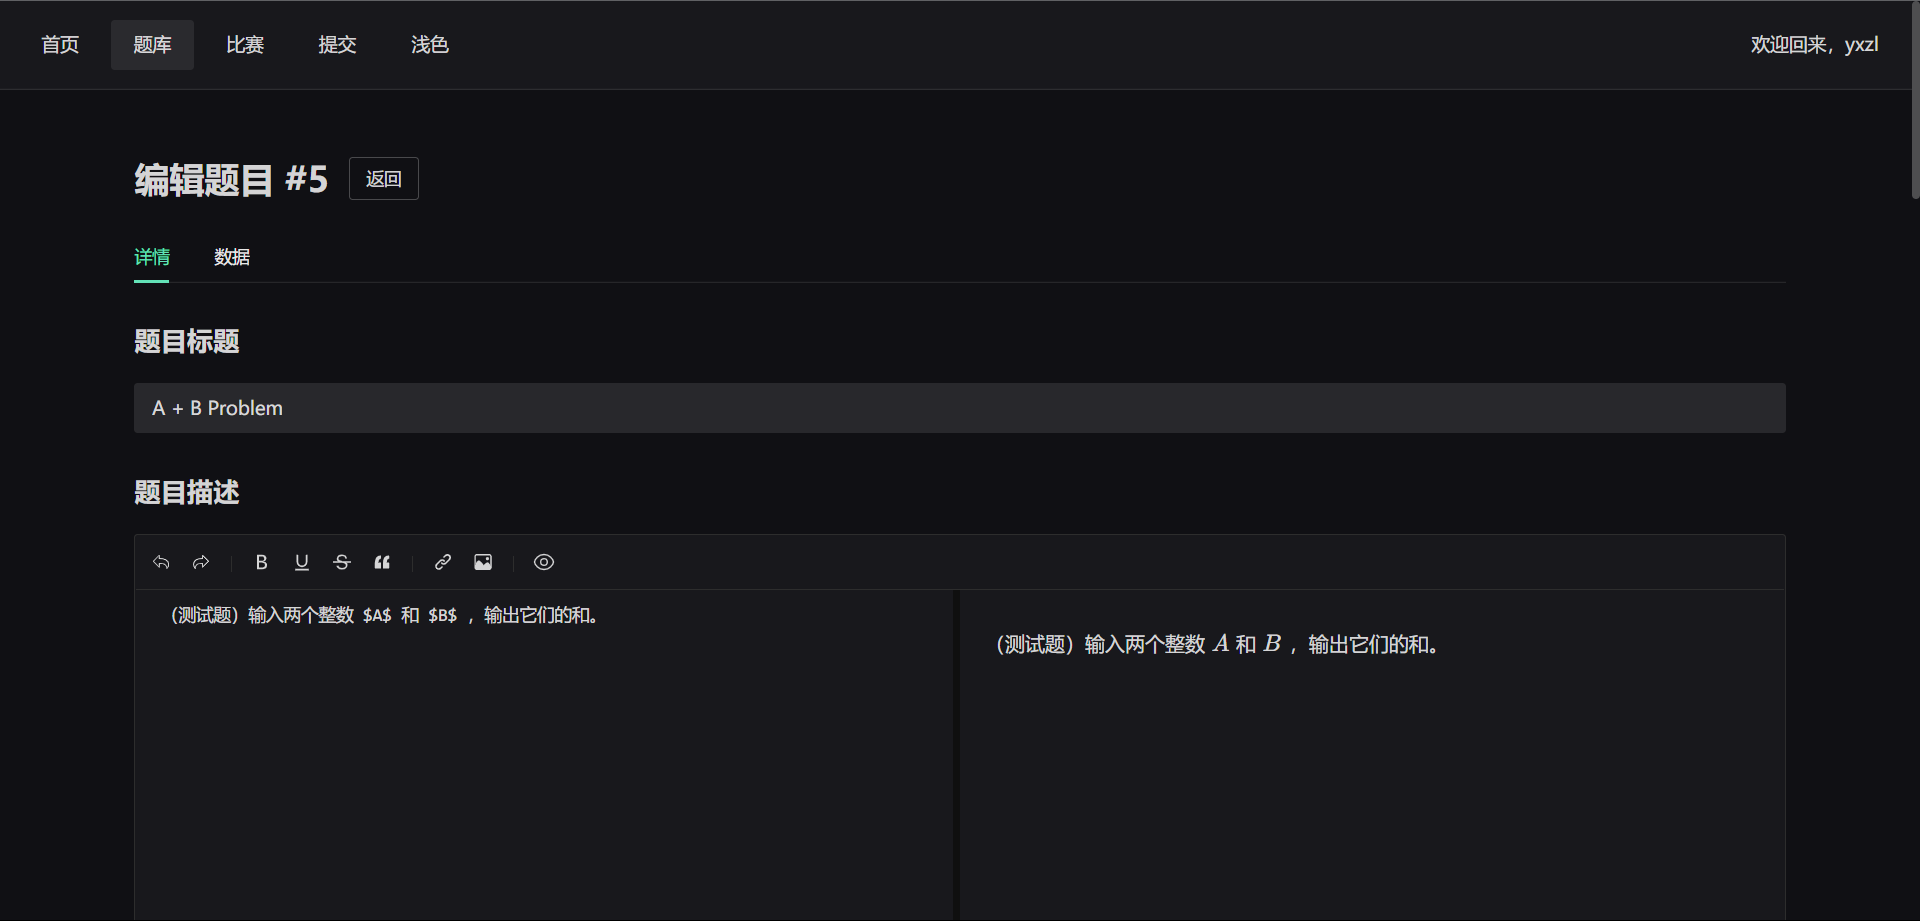 首页 题库 比赛 提交 浅色 欢迎回来，yxzl
编辑题目 #5 返回
详情 数据
题目标题
A + B Problem
题目描述
（测试题）输入两个整数 $A$ 和 $B$ ，输出它们的和。
（测试题）输入两个整数 A 和 B ，输出它们的和。